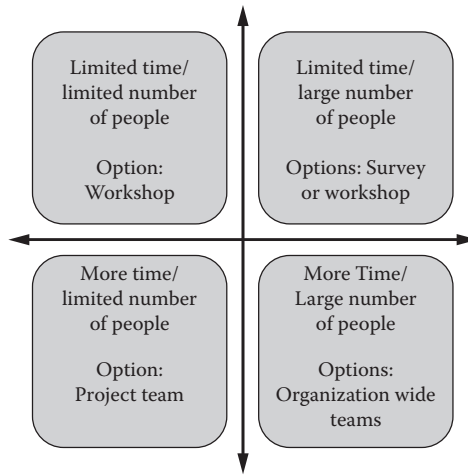 Limited time/
limited number
of people
Option:
Workshop
Limited time/
large number
of people
Options: Survey
or workshop
More time/
limited number
of people
Option:
Project team
More Time/
Large number
of people
Options:
Organization wide
teams